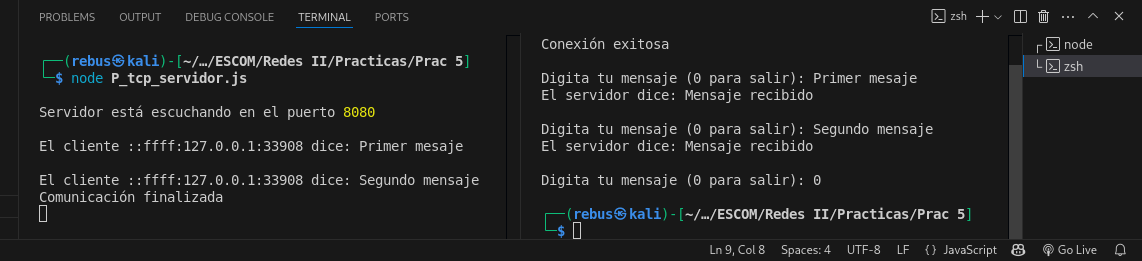 PROBLEMS OUTPUT DEBUG CONSOLE TERMINAL PORTS zsh
(rebus㉿kali)-[~/…/ESCOM/Redes II/Practicas/Prac 5]
$ node P_tcp_servidor.js
Servidor está escuchando en el puerto 8080
El cliente ::ffff:127.0.0.1:33908 dice: Primer mesaje
El cliente ::ffff:127.0.0.1:33908 dice: Segundo mensaje
Comunicación finalizada
Conexión exitosa
Digita tu mensaje (0 para salir): Primer mesaje
El servidor dice: Mensaje recibido
Digita tu mensaje (0 para salir): Segundo mensaje
El servidor dice: Mensaje recibido
Digita tu mensaje (0 para salir): 0
(rebus㉿kali)-[~/…/ESCOM/Redes II/Practicas/Prac 5]
$
node
zsh
Ln 9, Col 8 Spaces: 4 UTF-8 LF {} JavaScript Go Live